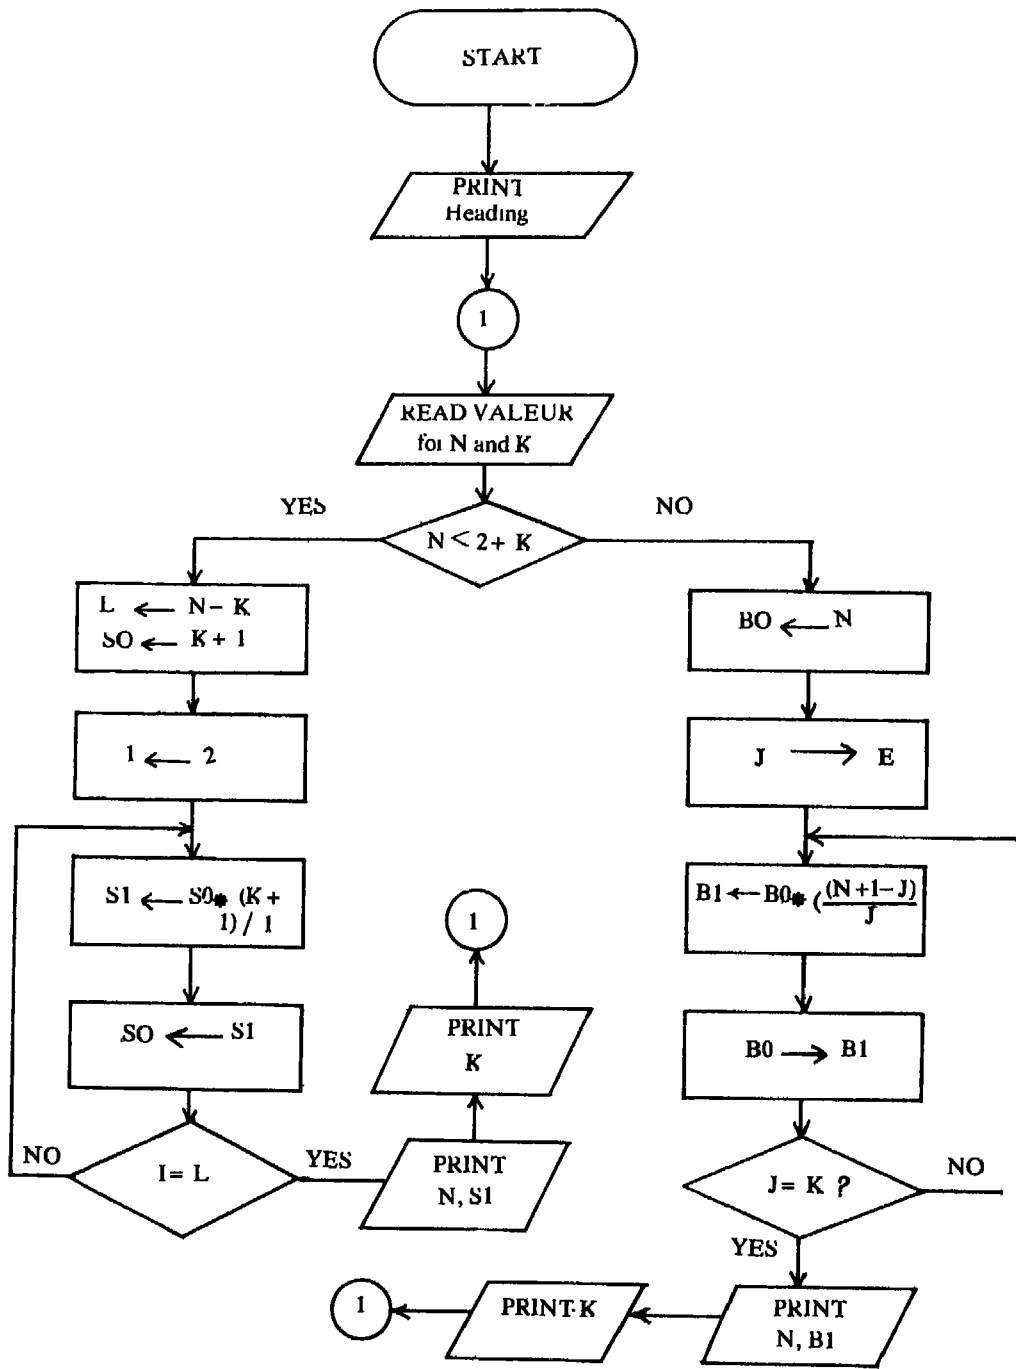 START
PRINT
Heading
1
READ VALEUR
for N and K
YES
NO
N < 2 + K
L ← N – K
SO ← K + 1
BO ← N
1 ← 2
J → E
S1 ← S0* (K +
1) / 1
B1 ← B0* ((N+1–J)
J
1
SO ← S1
PRINT
K
B0 → B1
NO
I = L
YES
PRINT
N, S1
J = K ?
NO
YES
1
PRINT K
PRINT
N, B1